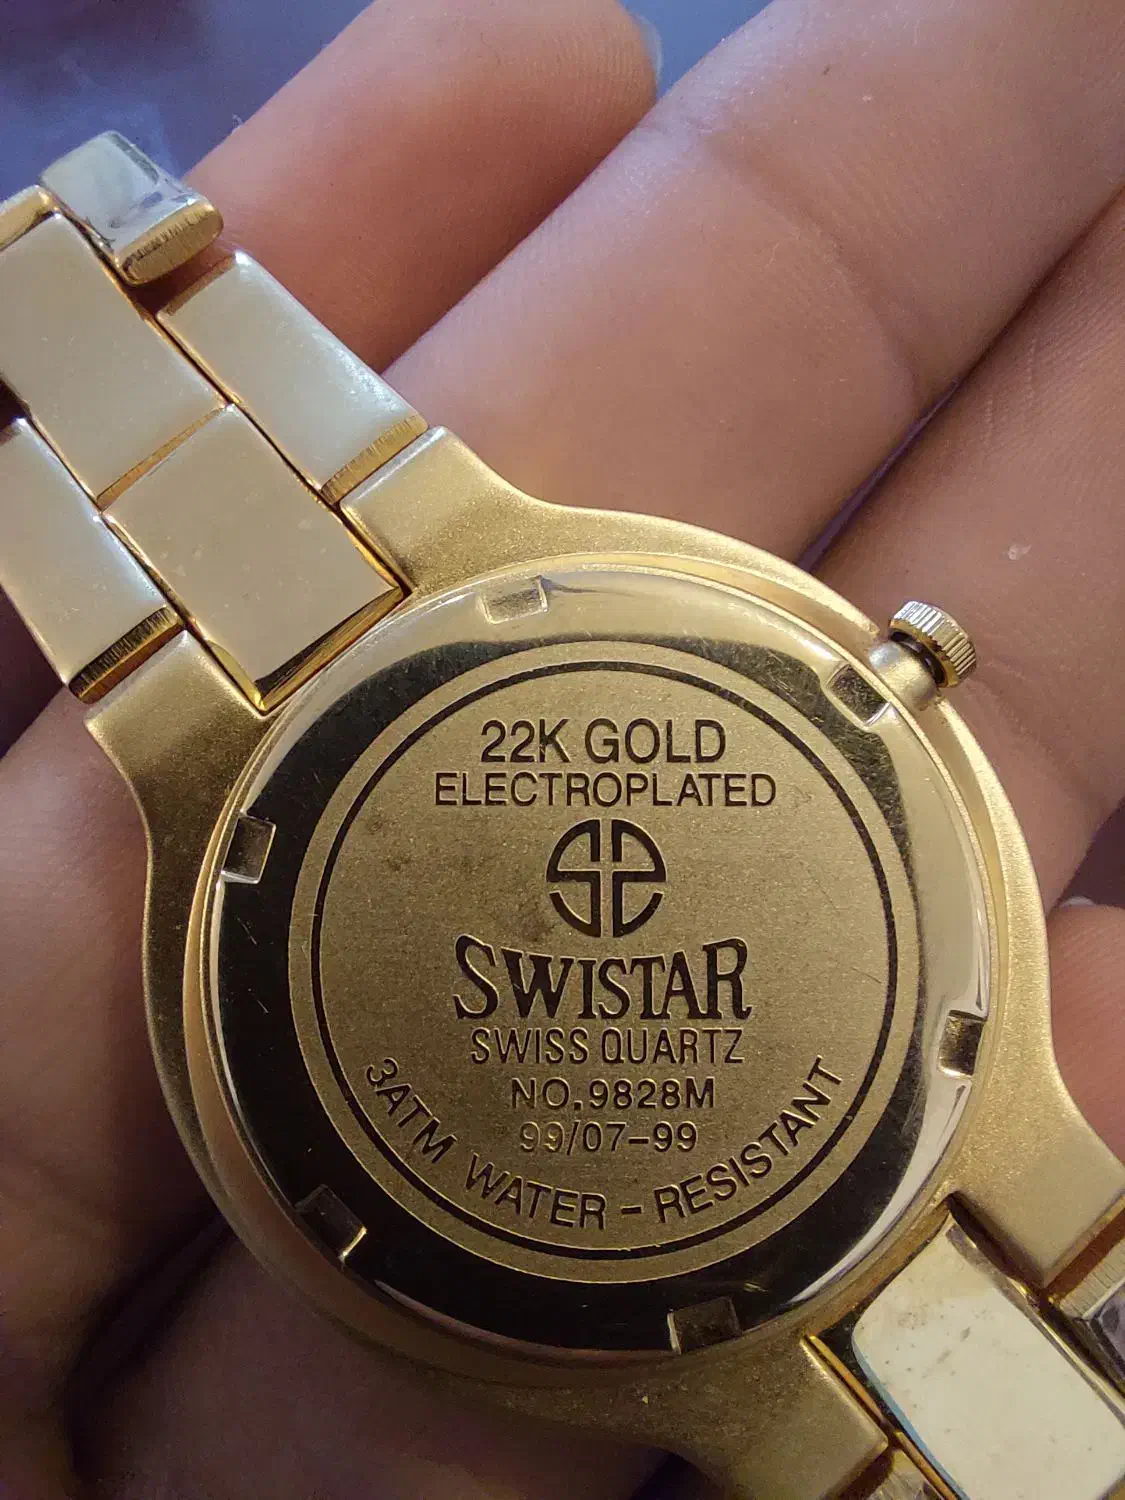 22K GOLD
ELECTROPLATED
SWISTAR
SWISS QUARTZ
NO.9828M
99/07-99
3ATM WATER-RESISTANT